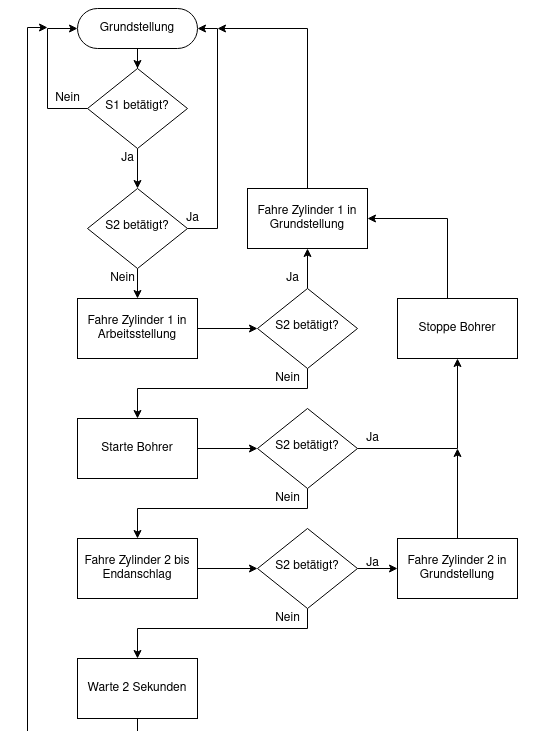 Grundstellung
Nein
S1 betätigt?
Ja
S2 betätigt?
Ja
Fahre Zylinder 1 in
Grundstellung
Nein
Ja
Fahre Zylinder 1 in
Arbeitsstellung
S2 betätigt?
Stoppe Bohrer
Nein
Starte Bohrer
S2 betätigt?
Ja
Nein
Fahre Zylinder 2 bis
Endanschlag
S2 betätigt?
Ja
Fahre Zylinder 2 in
Grundstellung
Nein
Warte 2 Sekunden